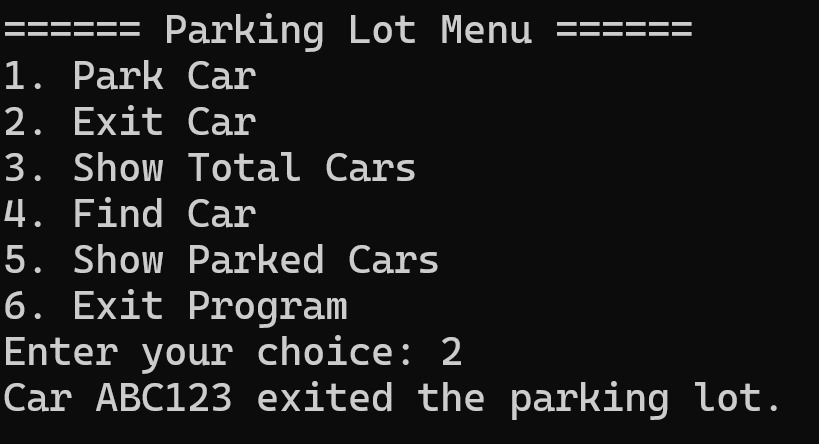 ====== Parking Lot Menu ======
1. Park Car
2. Exit Car
3. Show Total Cars
4. Find Car
5. Show Parked Cars
6. Exit Program
Enter your choice: 2
Car ABC123 exited the parking lot.